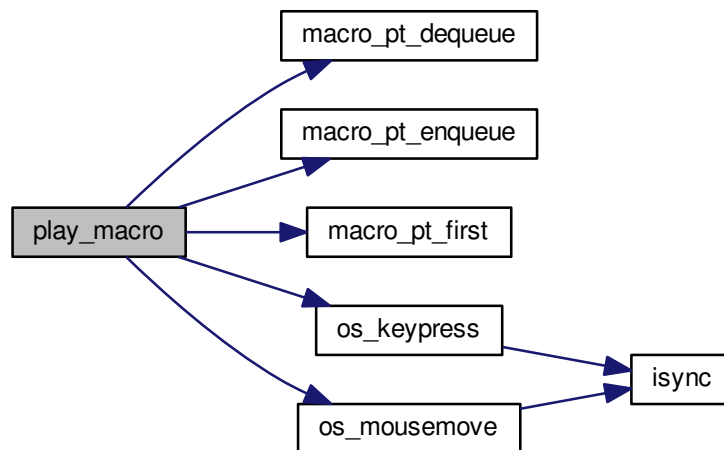 macro_pt_dequeue
macro_pt_enqueue
play_macro
macro_pt_first
os_keypress
isync
os_mousemove